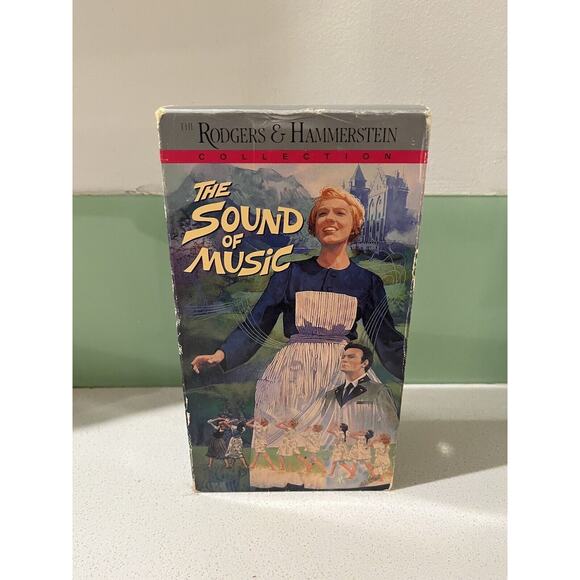 THE RODGERS & HAMMERSTEIN
COLLECTION
THE
SOUND
OF
MUSIC